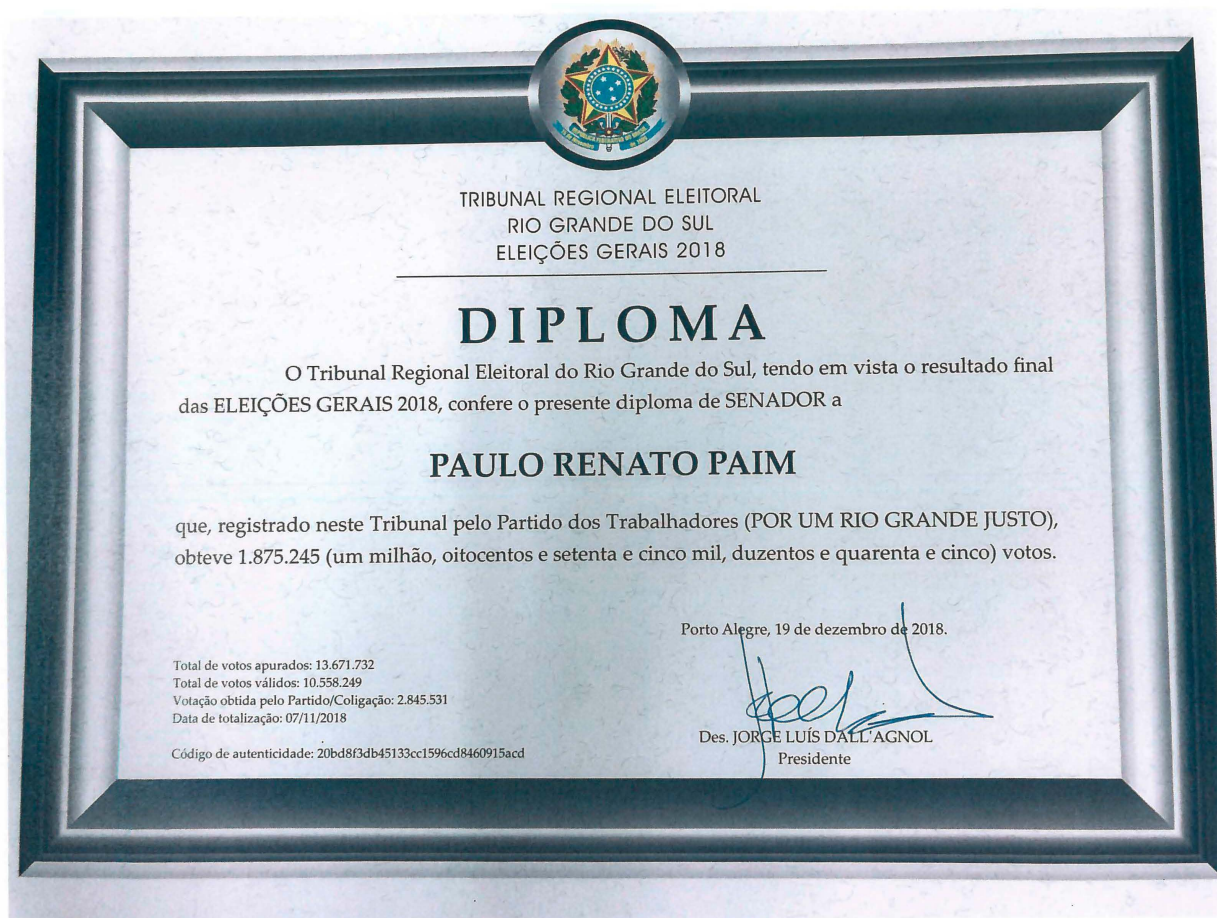 TRIBUNAL REGIONAL ELEITORAL
RIO GRANDE DO SUL
ELEIÇÕES GERAIS 2018
DIPLOMA
O Tribunal Regional Eleitoral do Rio Grande do Sul, tendo em vista o resultado final
das ELEIÇÕES GERAIS 2018, confere o presente diploma de SENADOR a
PAULO RENATO PAIM
que, registrado neste Tribunal pelo Partido dos Trabalhadores (POR UM RIO GRANDE JUSTO),
obteve 1.875.245 (um milhão, oitocentos e setenta e cinco mil, duzentos e quarenta e cinco) votos.
Porto Alegre, 19 de dezembro de 2018.
Total de votos apurados: 13.671.732
Total de votos válidos: 10.558.249
Votação obtida pelo Partido/Coligação: 2.845.531
Data de totalização: 07/11/2018
Código de autenticidade: 20bd8f3db45133cc1596cd8460915acd
Des. JORGE LUÍS DALL'AGNOL
Presidente